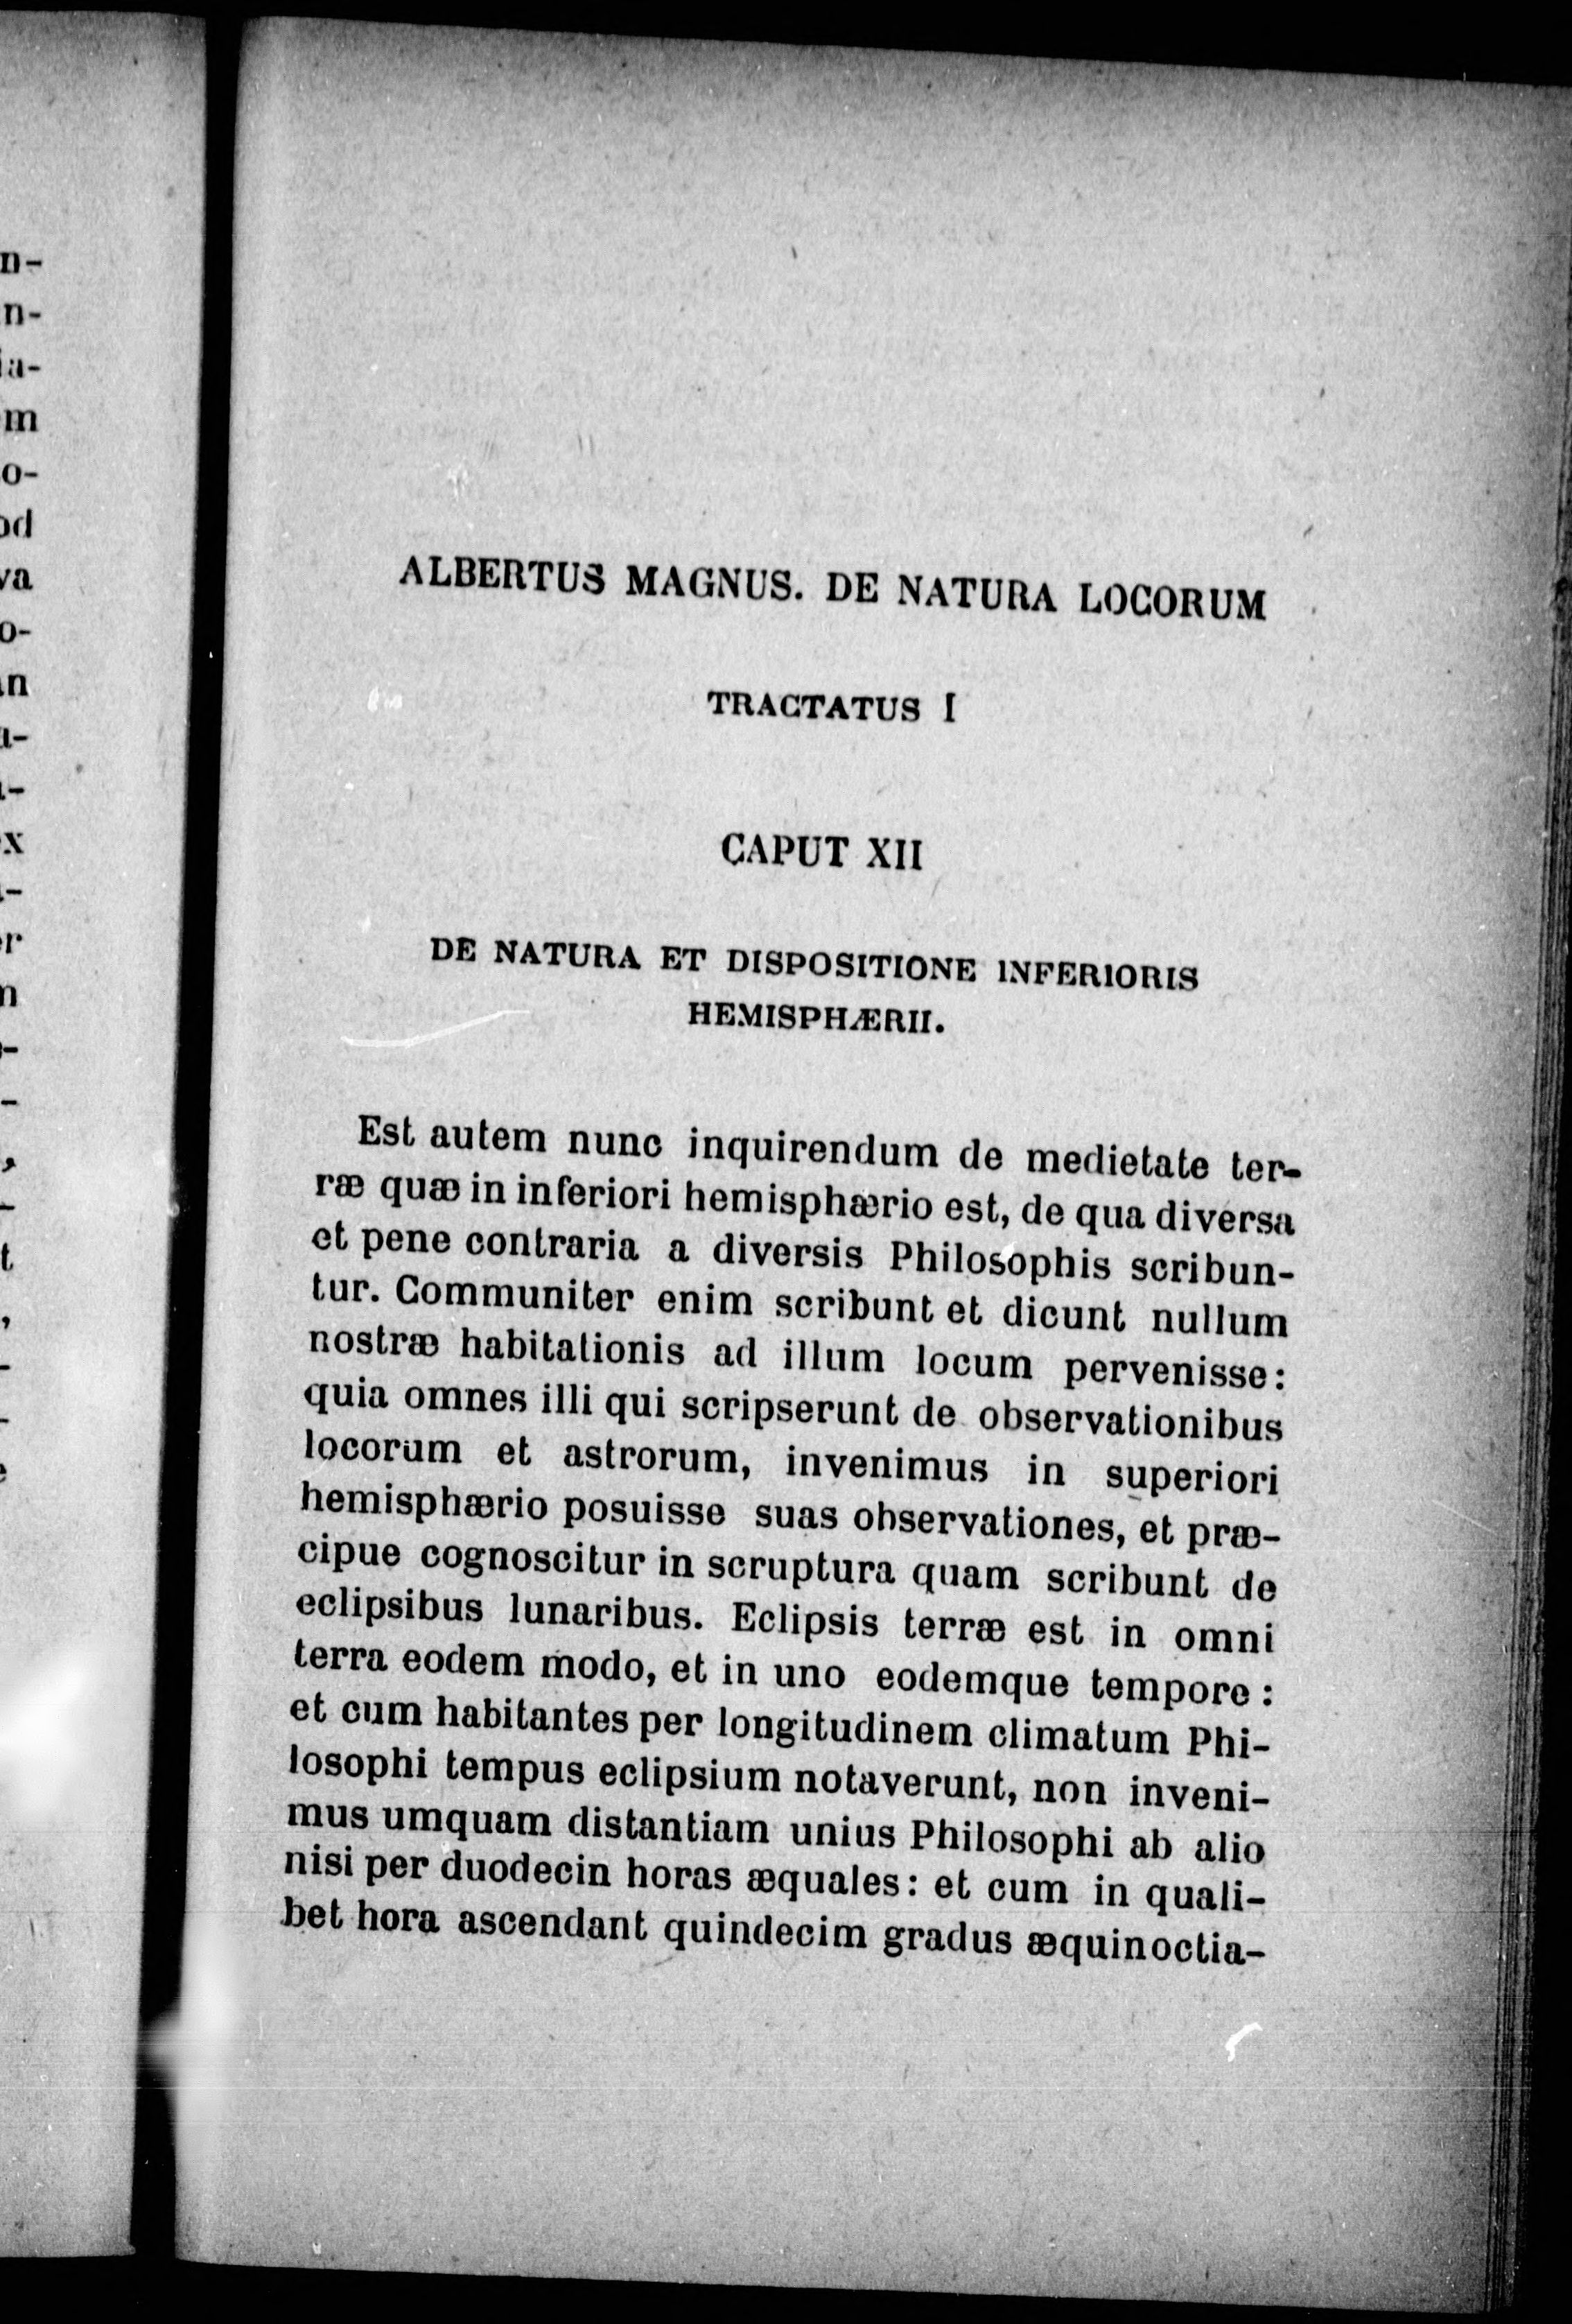 n-
n-
ia-
m
o-
od
va
o-
n
a-
x
r
n
t
ALBERTUS MAGNUS. DE NATURA LOCORUM
TRACTATUS I
CAPUT XII
DE NATURA ET DISPOSITIONE INFERIORIS
HEMISPHÆRII.
Est autem nunc inquirendum de medietate ter-
ræ quæ in inferiori hemisphærio est, de qua diversa
et pene contraria a diversis Philosophis scribun-
tur. Communiter enim scribunt et dicunt nullum
nostræ habitationis ad illum locum pervenisse:
quia omnes illi qui scripserunt de observationibus
locorum et astrorum, invenimus in superiori
hemisphærio posuisse suas observationes, et præ-
cipue cognoscitur in scruptura quam scribunt de
eclipsibus lunaribus. Eclipsis terræ est in omni
terra eodem modo, et in uno eodemque tempore :
et cum habitantes per longitudinem climatum Phi-
losophi tempus eclipsium notaverunt, non inveni-
mus umquam distantiam unius Philosophi ab alio
nisi per duodecin horas æquales: et cum in quali-
bet hora ascendant quindecim gradus æquinoctia-